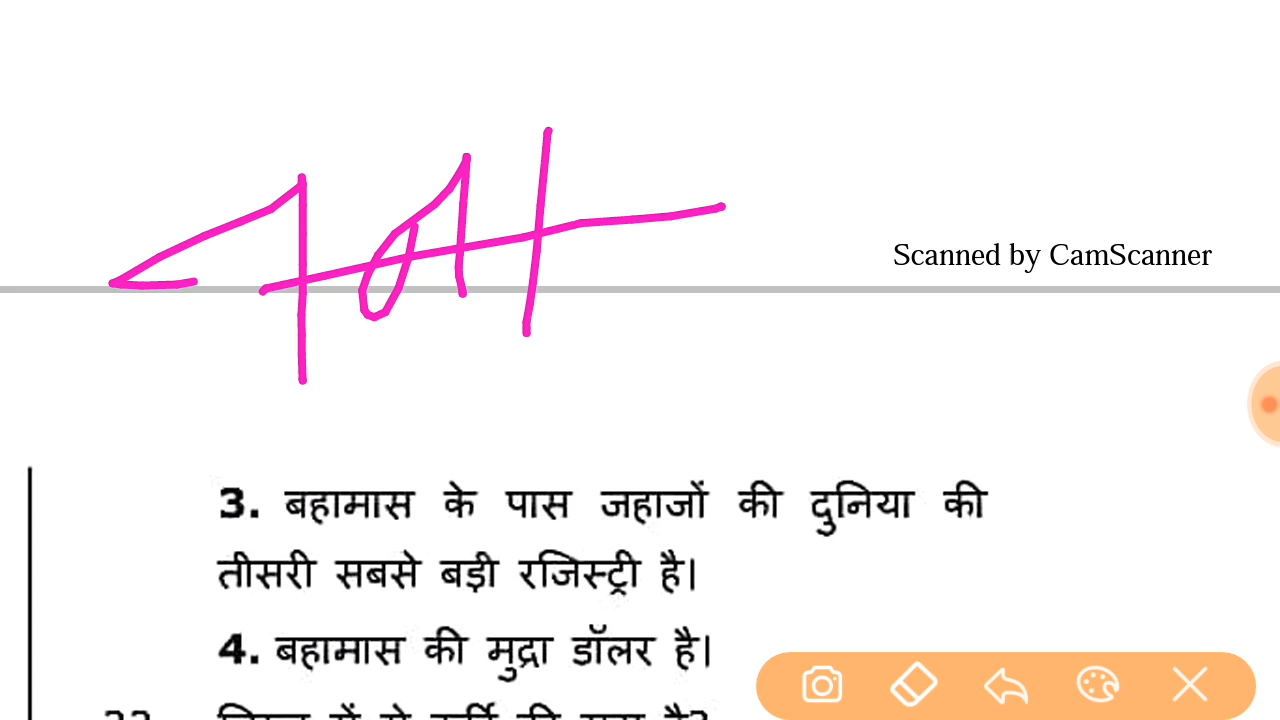 Scanned by CamScanner
3. बहामास के पास जहाजों की दुनिया की
तीसरी सबसे बड़ी रजिस्ट्री है।
4. बहामास की मुद्रा डॉलर है।